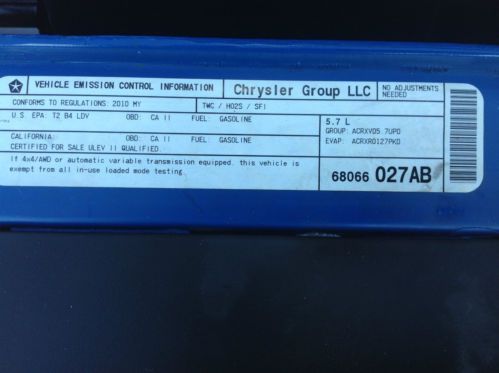 VEHICLE EMISSION CONTROL INFORMATION
Chrysler Group LLC
NO ADJUSTMENTS
NEEDED
CONFORMS TO REGULATIONS: 2010 MY
TWC / HO2S / SFI
U.S. EPA: T2 B4 LDV OBD: CA II FUEL: GASOLINE
CALIFORNIA: OBD: CA II FUEL: GASOLINE
CERTIFIED FOR SALE ULEV II QUALIFIED.
If 4x4/AWD or automatic variable transmission equipped, this vehicle is
exempt from all in-use loaded mode testing
5.7 L
GROUP: ACRXV05.7UP0
EVAP: ACRXR0127PKD
68066 027AB